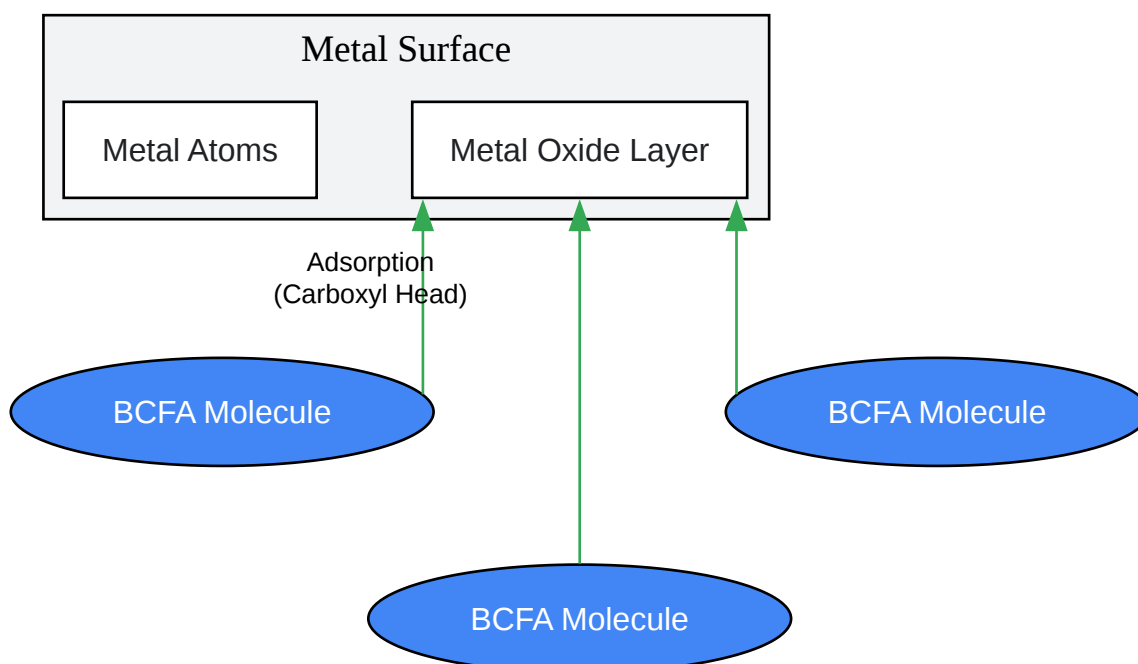 Metal Surface
Metal Atoms
Metal Oxide Layer
Adsorption
(Carboxyl Head)
BCFA Molecule
BCFA Molecule
BCFA Molecule